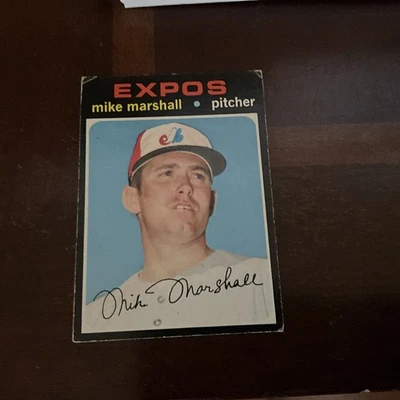 EXPOS
mike marshall • pitcher
Mike Marshall